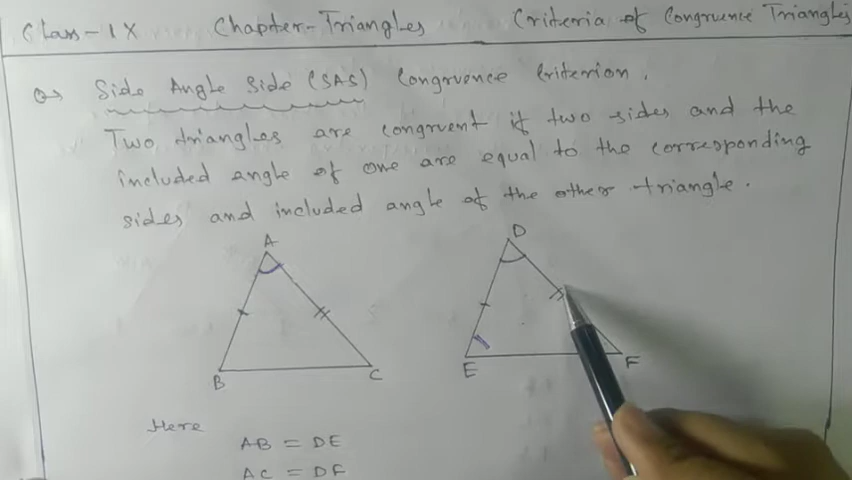 Class-IX Chapter-Triangles Criteria of Congruence Triangles
Q→ Side Angle Side (SAS) Congruence Criterion.
Two triangles are congruent if two sides and the
included angle of one are equal to the corresponding
sides and included angle of the other triangle.
A D
B C E F
Here
AB = DE
AC = DF